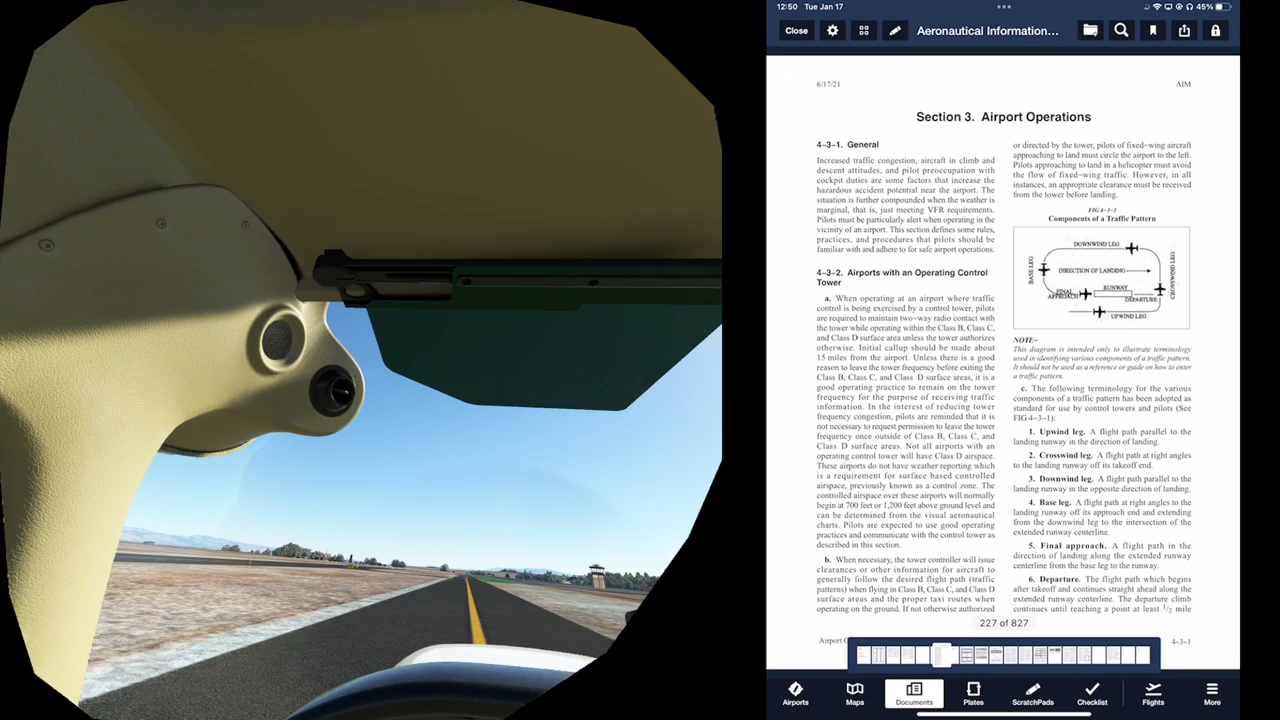 12:50 Tue Jan 17
45%
Close
Aeronautical Information...
6/17/21
AIM
Section 3. Airport Operations
4-3-1. General
Increased traffic congestion, aircraft in climb and
descent attitudes, and pilot preoccupation with
cockpit duties are some factors that increase the
hazardous accident potential near the airport. The
situation is further compounded when the weather is
marginal, that is, just meeting VFR requirements.
Pilots must be particularly alert when operating in the
vicinity of an airport. This section defines some rules,
practices, and procedures that pilots should be
familiar with and adhere to for safe airport operations.
4-3-2. Airports with an Operating Control
Tower
a. When operating at an airport where traffic
control is being exercised by a control tower, pilots
are required to maintain two-way radio contact with
the tower while operating within the Class B, Class C,
and Class D surface area unless the tower authorizes
otherwise. Initial callup should be made about
15 miles from the airport. Unless there is a good
reason to leave the tower frequency before exiting the
Class B, Class C, and Class D surface areas, it is a
good operating practice to remain on the tower
frequency for the purpose of receiving traffic
information. In the interest of reducing tower
frequency congestion, pilots are reminded that it is
not necessary to request permission to leave the tower
frequency once outside of Class B, Class C, and
Class D surface areas. Not all airports with an
operating control tower will have Class D airspace.
These airports do not have weather reporting which
is a requirement for surface based controlled
airspace, previously known as a control zone. The
controlled airspace over these airports will normally
begin at 700 feet or 1,200 feet above ground level and
can be determined from the visual aeronautical
charts. Pilots are expected to use good operating
practices and communicate with the control tower as
described in this section.
b. When necessary, the tower controller will issue
clearances or other information for aircraft to
generally follow the desired flight path (traffic
patterns) when flying in Class B, Class C, and Class D
surface areas and the proper taxi routes when
operating on the ground. If not otherwise authorized
or directed by the tower, pilots of fixed-wing aircraft
approaching to land must circle the airport to the left.
Pilots approaching to land in a helicopter must avoid
the flow of fixed-wing traffic. However, in all
instances, an appropriate clearance must be received
from the tower before landing.
FIG 4-3-1
Components of a Traffic Pattern
DOWNWIND LEG
BASE LEG
DIRECTION OF LANDING
CROSSWIND LEG
FINAL
APPROACH
RUNWAY
DEPARTURE
UPWIND LEG
NOTE-
This diagram is intended only to illustrate terminology
used in identifying various components of a traffic pattern.
It should not be used as a reference or guide on how to enter
a traffic pattern.
c. The following terminology for the various
components of a traffic pattern has been adopted as
standard for use by control towers and pilots (See
FIG 4-3-1):
1. Upwind leg. A flight path parallel to the
landing runway in the direction of landing.
2. Crosswind leg. A flight path at right angles
to the landing runway off its takeoff end.
3. Downwind leg. A flight path parallel to the
landing runway in the opposite direction of landing.
4. Base leg. A flight path at right angles to the
landing runway off its approach end and extending
from the downwind leg to the intersection of the
extended runway centerline.
5. Final approach. A flight path in the
direction of landing along the extended runway
centerline from the base leg to the runway.
6. Departure. The flight path which begins
after takeoff and continues straight ahead along the
extended runway centerline. The departure climb
continues until reaching a point at least 1/2 mile
227 of 827
Airport
4-3-1
Airports
Maps
Documents
Plates
ScratchPads
Checklist
Flights
More